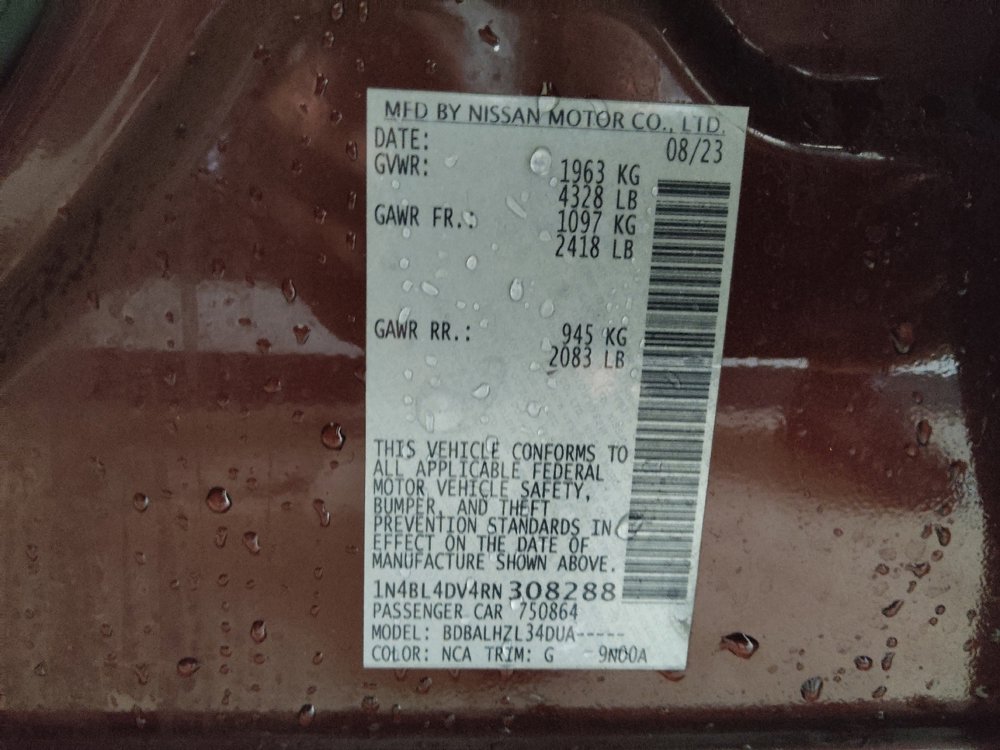 MFD BY NISSAN MOTOR CO., LTD.
DATE: 08/23
GVWR: 1963 KG
4328 LB
GAWR FR.: 1097 KG
2418 LB
GAWR RR.: 945 KG
2083 LB
THIS VEHICLE CONFORMS TO
ALL APPLICABLE FEDERAL
MOTOR VEHICLE SAFETY,
BUMPER, AND THEFT
PREVENTION STANDARDS IN
EFFECT ON THE DATE OF
MANUFACTURE SHOWN ABOVE.
1N4BL4DV4RN308288
PASSENGER CAR 750864
MODEL: BDBALHZL34DUA-----
COLOR: NCA TRIM: G - 9N00A